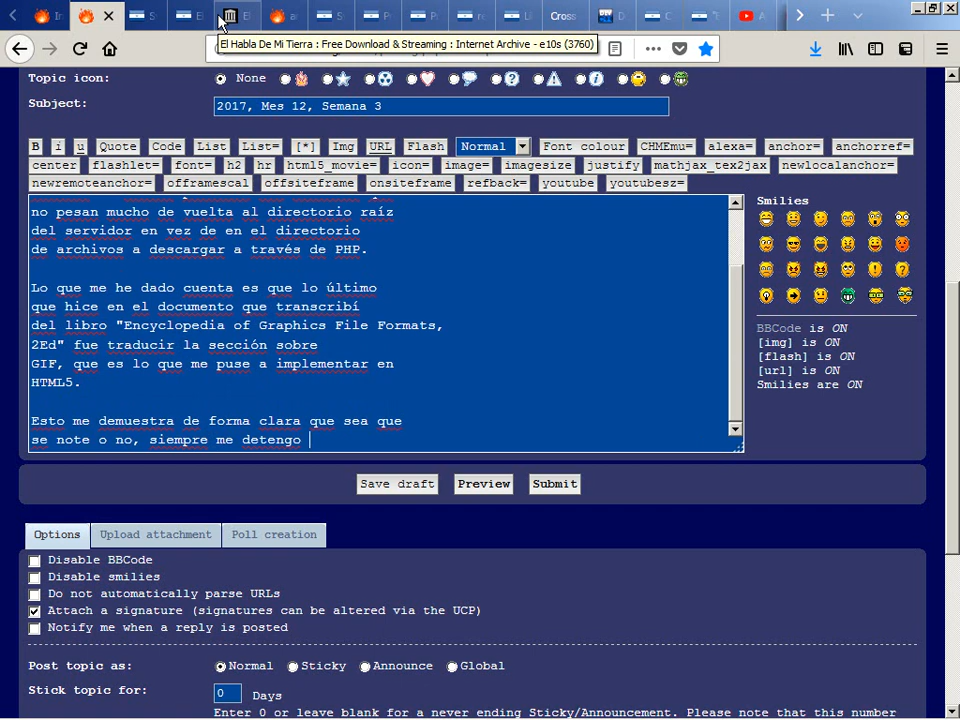 In
S
E
E
a
S
P
P
r
L
Cross
D
C
"E
A
El Habla De Mi Tierra : Free Download & Streaming : Internet Archive - e10s (3760)
Topic icon: None
Subject: 2017, Mes 12, Semana 3
B i u Quote Code List List= [*] Img URL Flash Normal Font colour CHMEmu= alexa= anchor= anchorref=
center flashlet= font= h2 hr html5_movie= icon= image= imagesize justify mathjax_tex2jax newlocalanchor=
newremoteanchor= offramescal offsiteframe onsiteframe refback= youtube youtubesz=
no pesan mucho de vuelta al directorio raíz
del servidor en vez de en el directorio
de archivos a descargar a través de PHP.
Lo que me he dado cuenta es que lo último
que hice en el documento que transcribí
del libro "Encyclopedia of Graphics File Formats,
2Ed" fue traducir la sección sobre
GIF, que es lo que me puse a implementar en
HTML5.
Esto me demuestra de forma clara que sea que
se note o no, siempre me detengo
Smilies
BBCode is ON
[img] is ON
[flash] is ON
[url] is ON
Smilies are ON
Save draft Preview Submit
Options Upload attachment Poll creation
Disable BBCode
Disable smilies
Do not automatically parse URLs
Attach a signature (signatures can be altered via the UCP)
Notify me when a reply is posted
Post topic as: Normal Sticky Announce Global
Stick topic for: 0 Days
Enter 0 or leave blank for a never ending Sticky/Announcement. Please note that this number